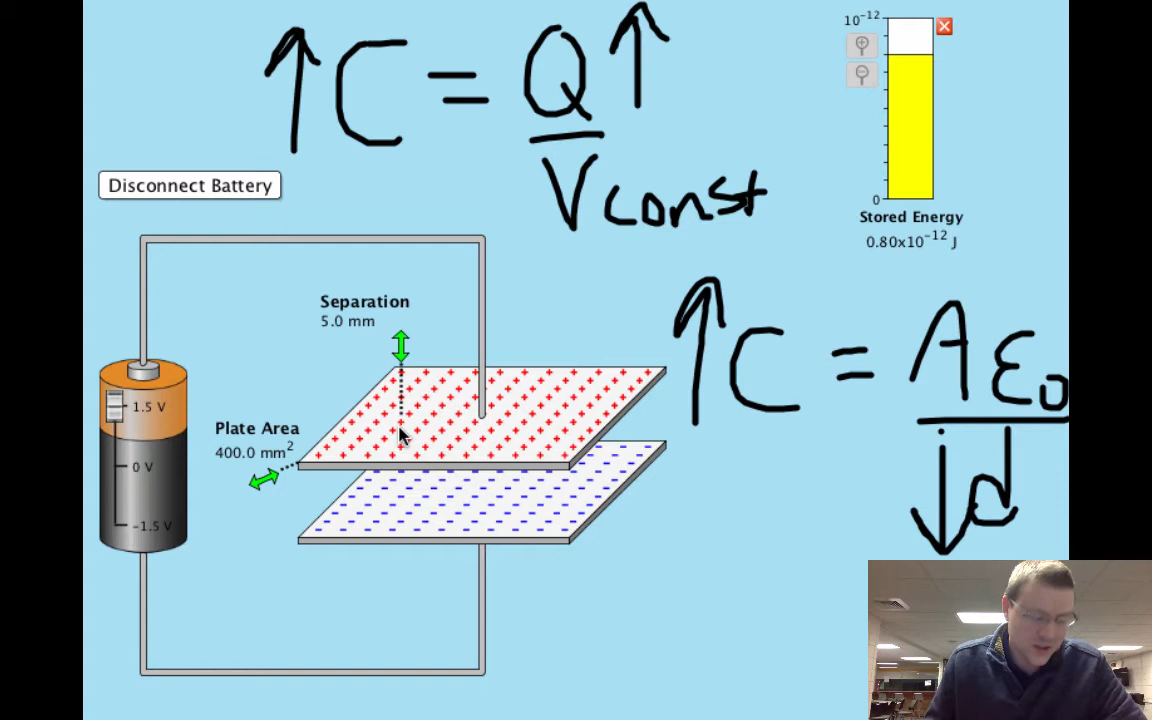 ↑C = Q↑
V const
10-12
0
Stored Energy
0.80x10-12 J
Disconnect Battery
Separation
5.0 mm
↑C = Aε0
↓d
1.5 V
0 V
-1.5 V
Plate Area
400.0 mm2